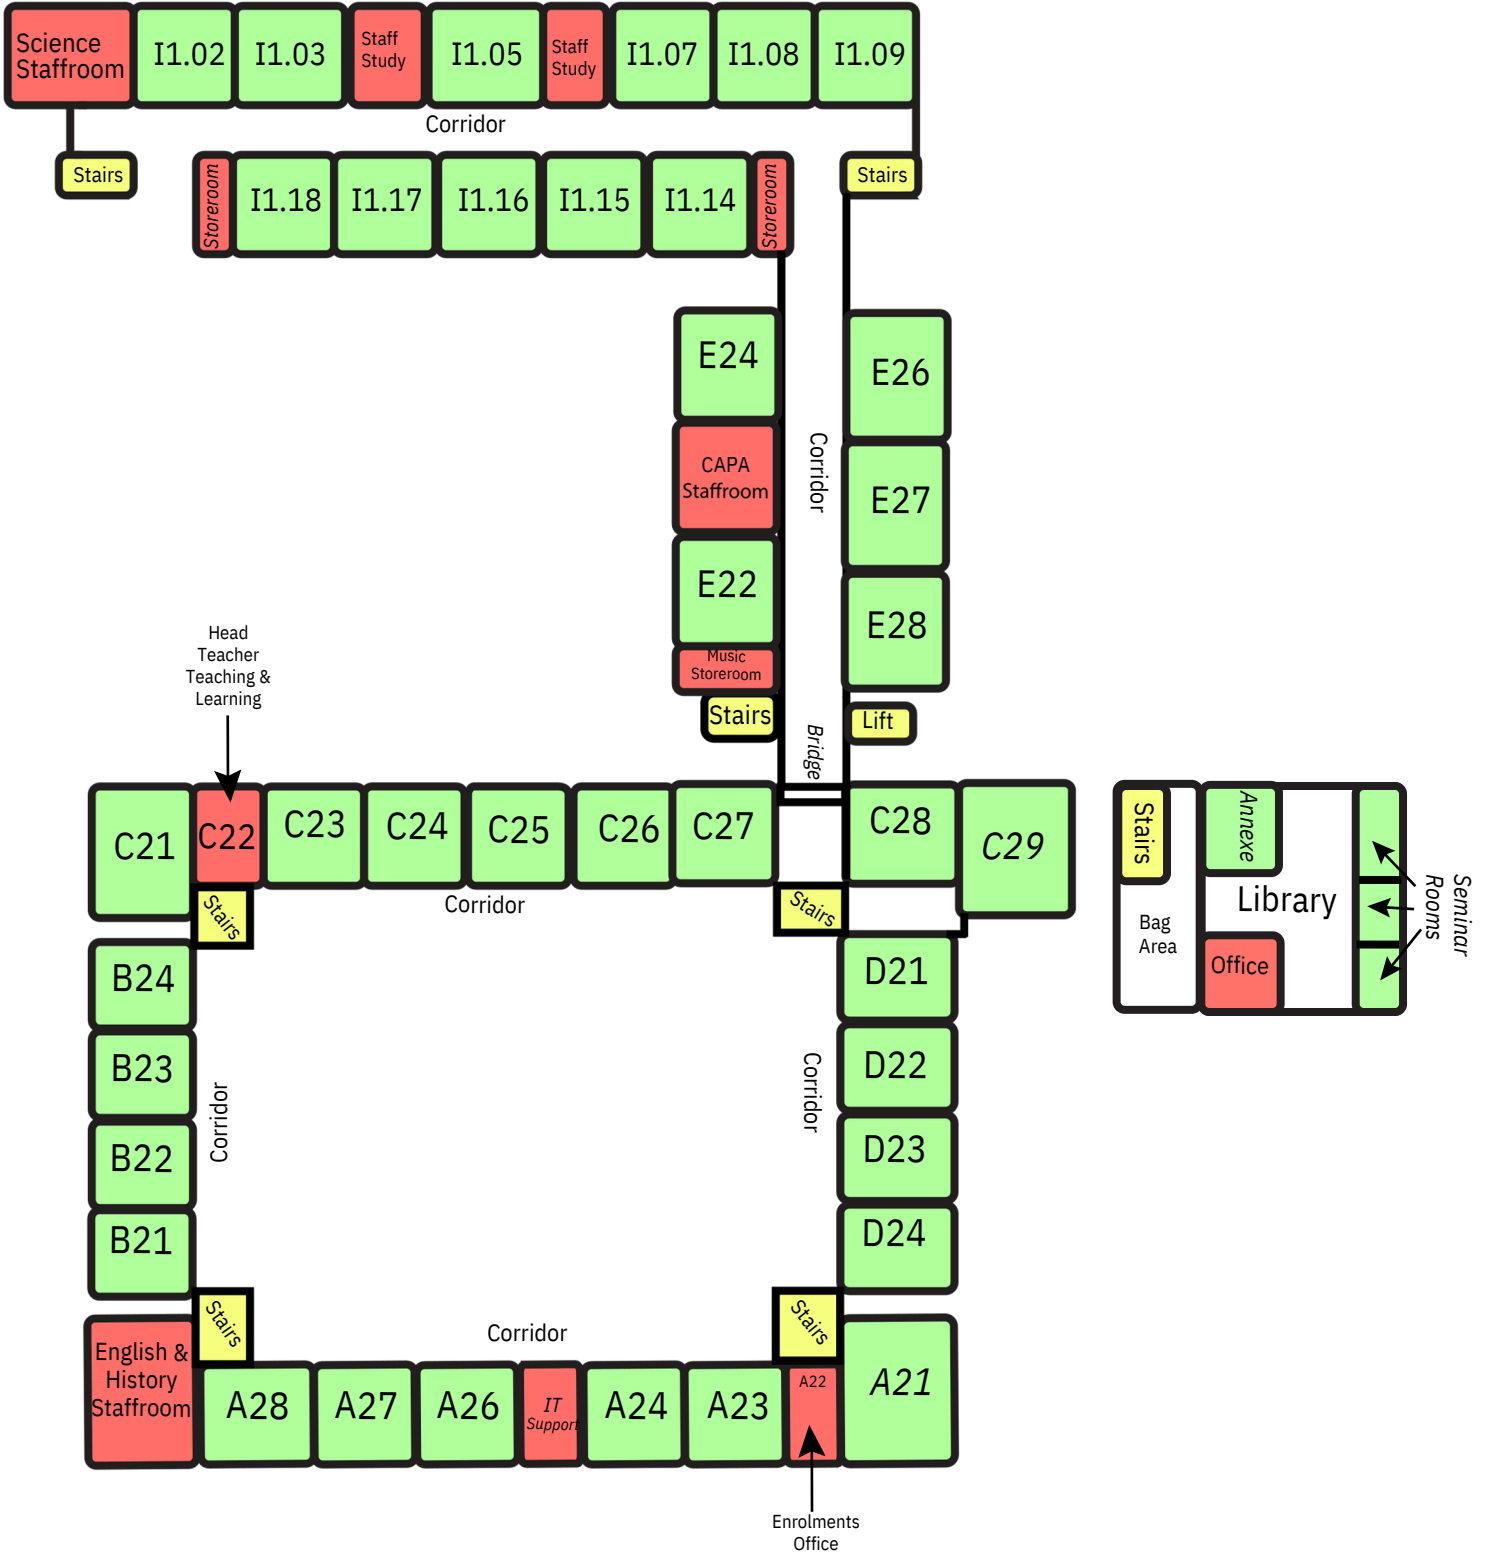 Science
Staffroom
I1.02
I1.03
Staff
Study
I1.05
Staff
Study
I1.07
I1.08
I1.09
Corridor
Stairs
Storeroom
I1.18
I1.17
I1.16
I1.15
I1.14
Storeroom
Stairs
E24
E26
CAPA
Staffroom
Corridor
E27
E22
E28
Music
Storeroom
Stairs
Bridge
Lift
Head
Teacher
Teaching &
Learning
C21
C22
C23
C24
C25
C26
C27
C28
C29
Stairs
Corridor
Stairs
Stairs
Annexe
Library
Bag
Area
Office
Seminar
Rooms
B24
B23
B22
B21
Corridor
Corridor
D21
D22
D23
D24
Stairs
Corridor
Stairs
English &
History
Staffroom
A28
A27
A26
IT
Support
A24
A23
A22
A21
Enrolments
Office